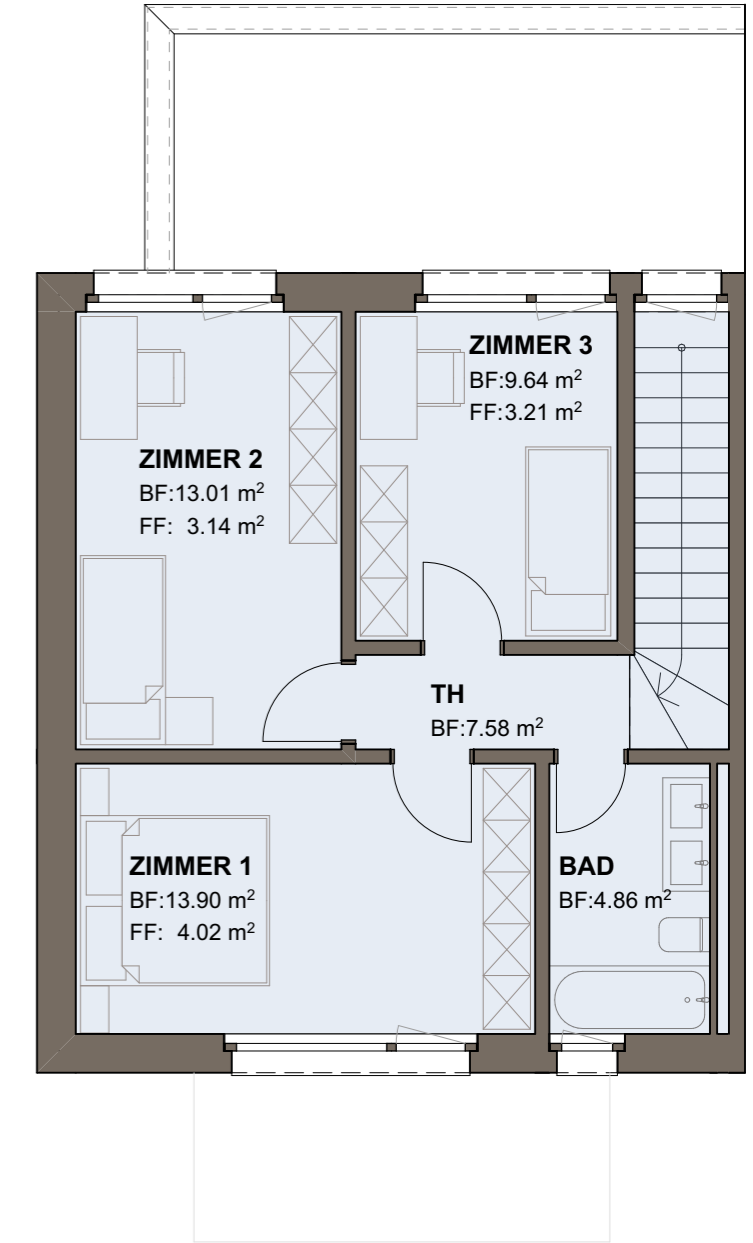 ZIMMER 3
BF:9.64 m²
FF:3.21 m²
ZIMMER 2
BF:13.01 m²
FF: 3.14 m²
TH
BF:7.58 m²
ZIMMER 1
BF:13.90 m²
FF: 4.02 m²
BAD
BF:4.86 m²